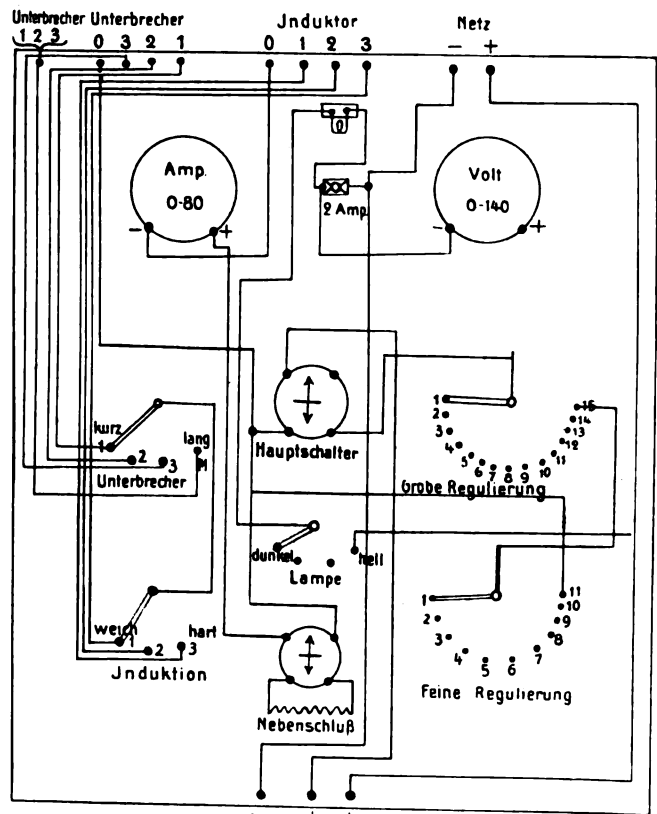 Unterbrecher Unterbrecher Jnduktor Netz
1 2 3 0 3 2 1 0 1 2 3 - +
Amp.
0-80
- +
2 Amp
Volt
0-140
- +
kurz
1 2 3
lang
M
Unterbrecher
Hauptschalter
1 2 3 4 5 6 7 8 9 10 11 12 13 14 15
Grobe Regulierung
dunkel
hell
Lampe
weich
1 2 3
hart
Jnduktion
Nebenschluß
1 2 3 4 5 6 7 8 9 10 11
Feine Regulierung